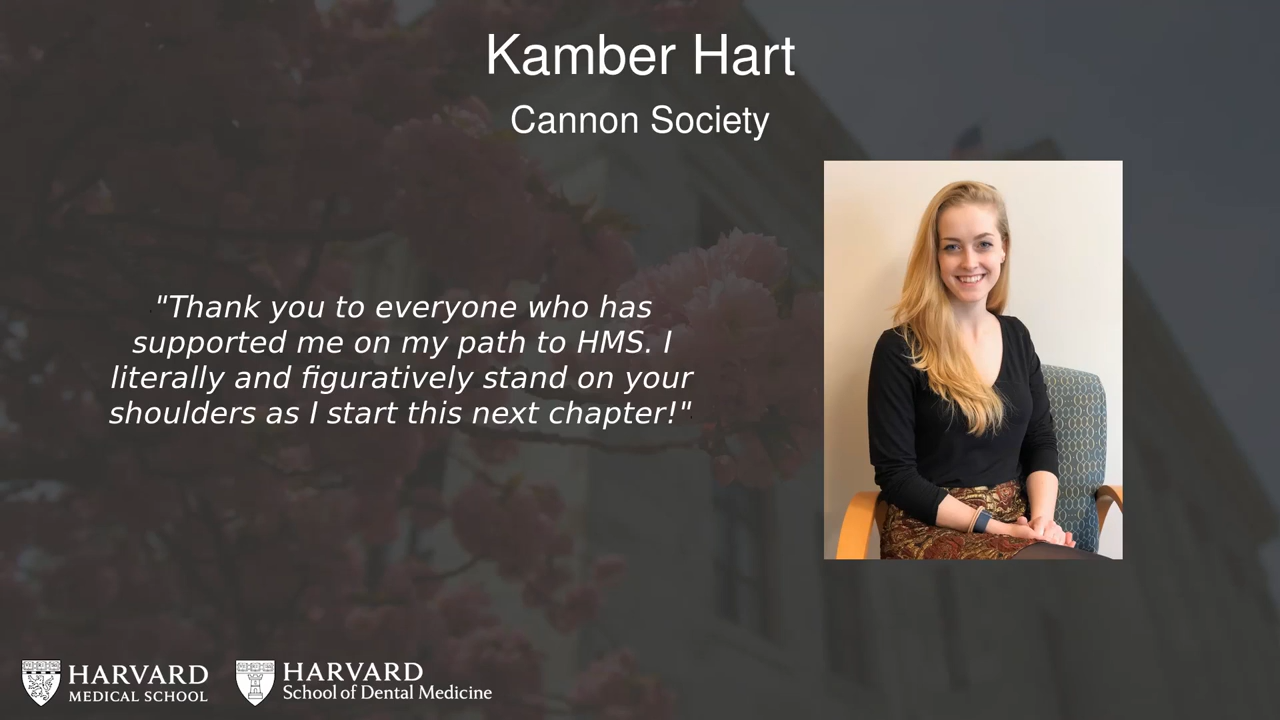 Kamber Hart
Cannon Society
"Thank you to everyone who has
supported me on my path to HMS. I
literally and figuratively stand on your
shoulders as I start this next chapter!"
HARVARD
MEDICAL SCHOOL
HARVARD
School of Dental Medicine